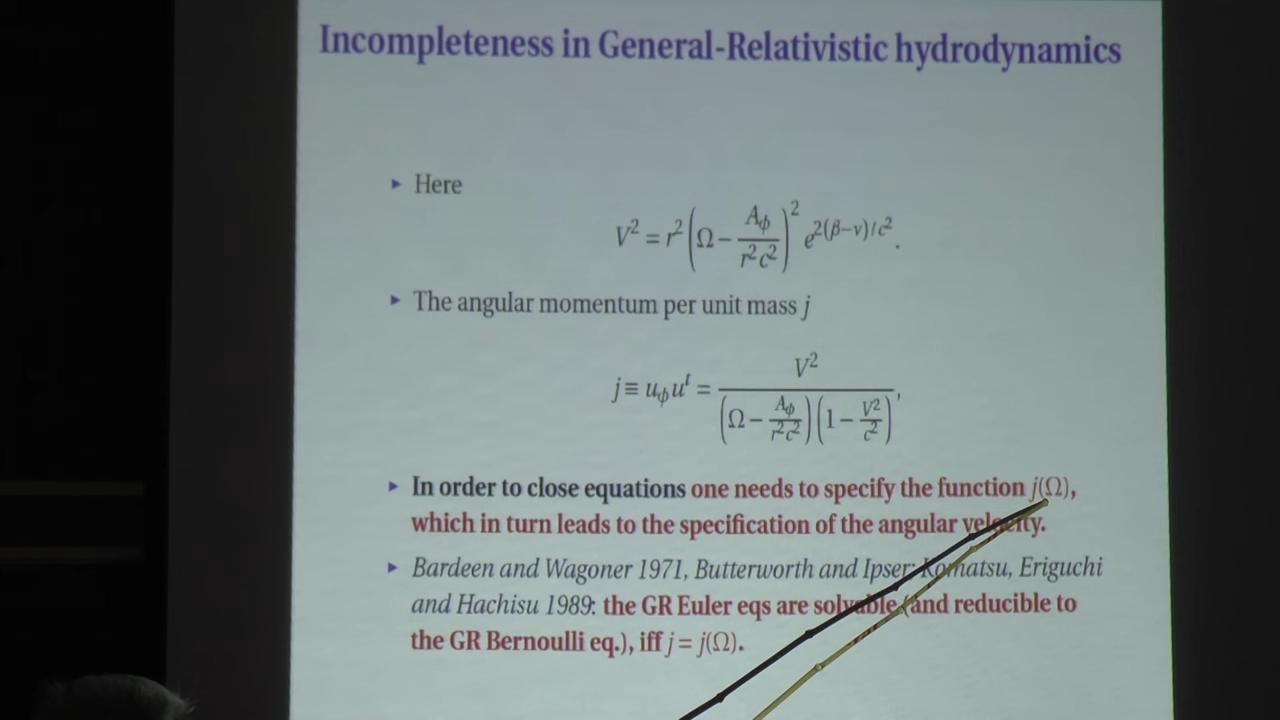 Incompleteness in General-Relativistic hydrodynamics
▸ Here
V² = r² (Ω − A_ϕ / r²c²)² e^{2(β−ν)/c²}.
▸ The angular momentum per unit mass j
j ≡ u_ϕ u^t = V² / ((Ω − A_ϕ / r²c²)(1 − V²/c²)),
▸ In order to close equations one needs to specify the function j(Ω),
which in turn leads to the specification of the angular velocity.
▸ Bardeen and Wagoner 1971, Butterworth and Ipser; Komatsu, Eriguchi
and Hachisu 1989: the GR Euler eqs are solvable (and reducible to
the GR Bernoulli eq.), iff j = j(Ω).